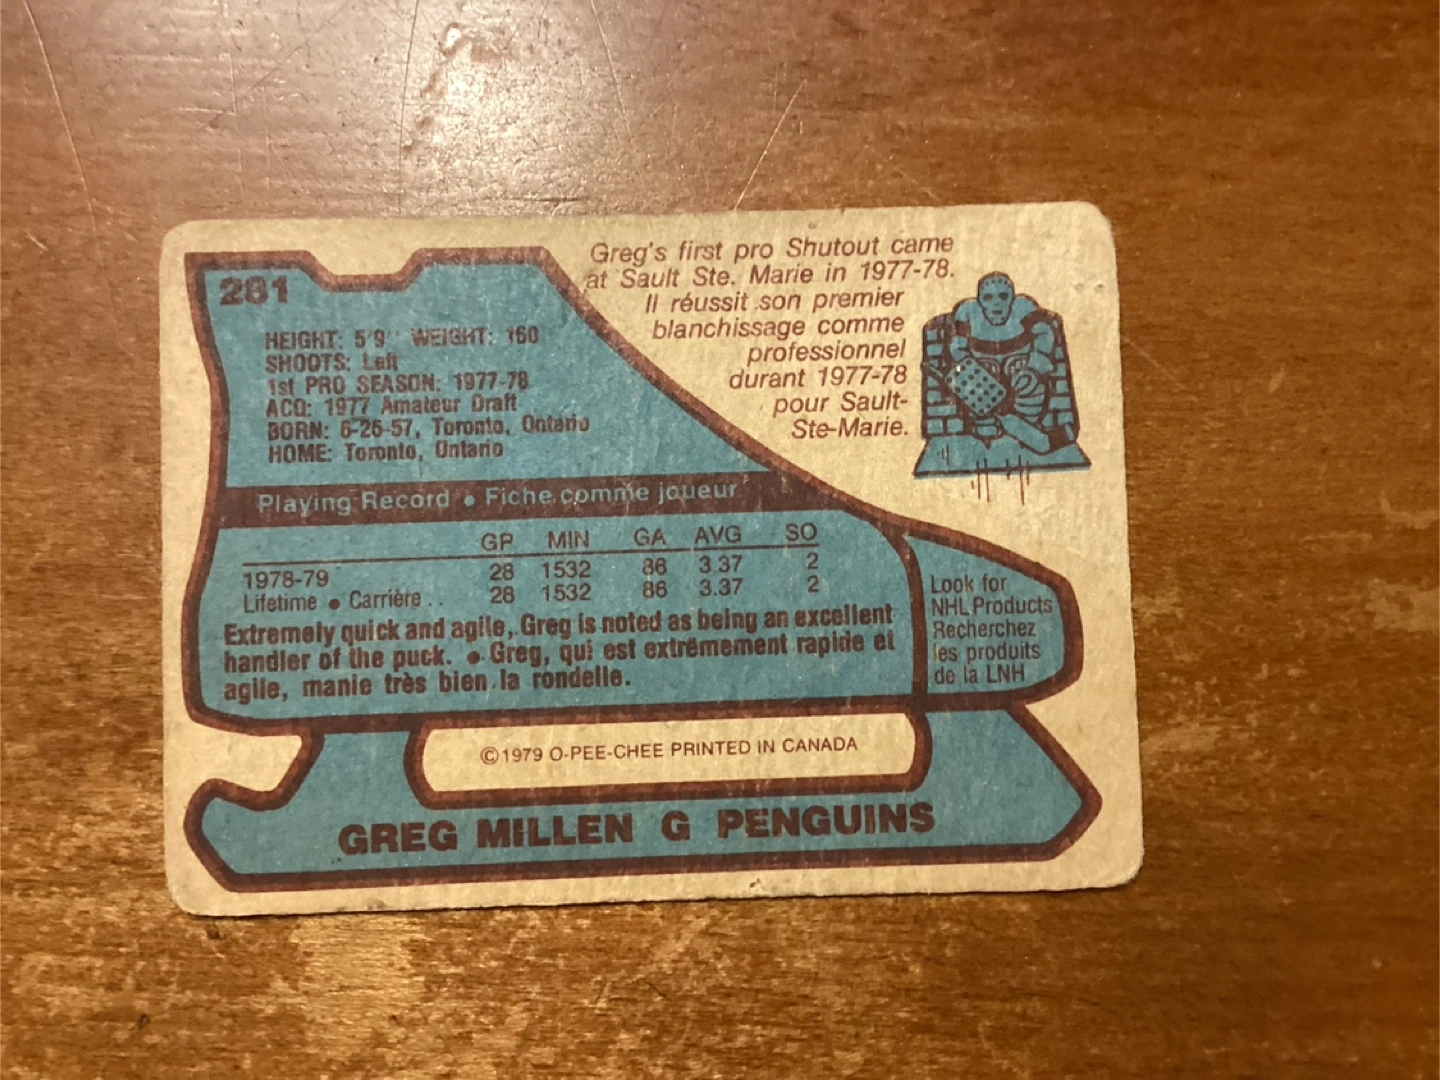 281
HEIGHT: 5'9" WEIGHT: 160
SHOOTS: Left
1st PRO SEASON: 1977-78
ACQ: 1977 Amateur Draft
BORN: 6-26-57, Toronto, Ontario
HOME: Toronto, Ontario
Greg's first pro Shutout came
at Sault Ste. Marie in 1977-78.
Il réussit son premier
blanchissage comme
professionnel
durant 1977-78
pour Sault-
Ste-Marie.
Playing Record • Fiche comme joueur
GP MIN GA AVG SO
1978-79 28 1532 86 3.37 2
Lifetime • Carrière .. 28 1532 86 3.37 2
Extremely quick and agile, Greg is noted as being an excellent
handler of the puck. • Greg, qui est extrêmement rapide et
agile, manie très bien la rondelle.
Look for
NHL Products
Recherchez
les produits
de la LNH
©1979 O-PEE-CHEE PRINTED IN CANADA
GREG MILLEN G PENGUINS